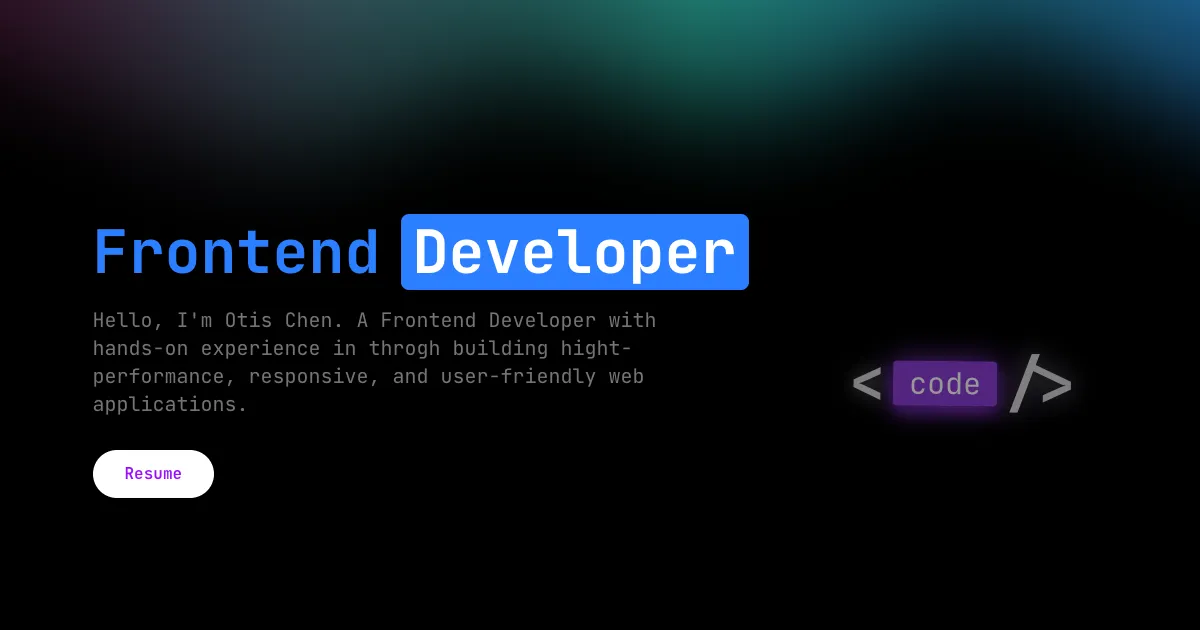 Frontend Developer
Hello, I'm Otis Chen. A Frontend Developer with
hands-on experience in throgh building hight-
performance, responsive, and user-friendly web
applications.
< code />
Resume